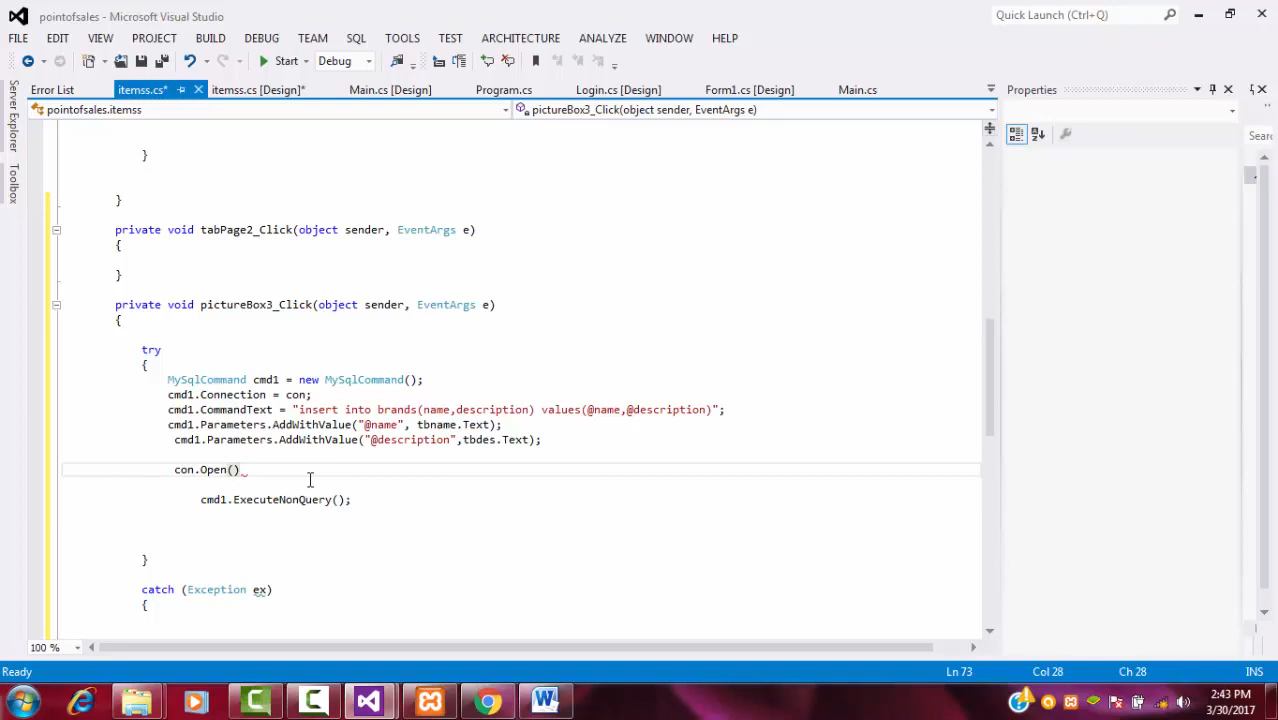 pointofsales - Microsoft Visual Studio
Quick Launch (Ctrl+Q)
FILE EDIT VIEW PROJECT BUILD DEBUG TEAM SQL TOOLS TEST ARCHITECTURE ANALYZE WINDOW HELP
Start Debug
Server Explorer
Toolbox
Error List itemss.cs* itemss.cs [Design]* Main.cs [Design] Program.cs Login.cs [Design] Form1.cs [Design] Main.cs
Properties
pointofsales.itemss pictureBox3_Click(object sender, EventArgs e)
}
}
private void tabPage2_Click(object sender, EventArgs e)
{
}
private void pictureBox3_Click(object sender, EventArgs e)
{
try
{
MySqlCommand cmd1 = new MySqlCommand();
cmd1.Connection = con;
cmd1.CommandText = "insert into brands(name,description) values(@name,@description)";
cmd1.Parameters.AddWithValue("@name", tbname.Text);
cmd1.Parameters.AddWithValue("@description",tbdes.Text);
con.Open()
cmd1.ExecuteNonQuery();
}
catch (Exception ex)
{
100 %
Ready Ln 73 Col 28 Ch 28 INS
2:43 PM
3/30/2017